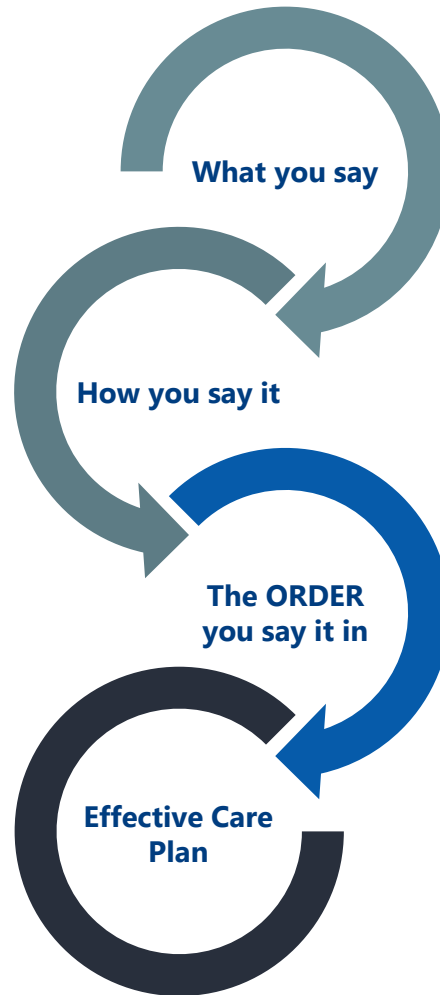 What you say
How you say it
The ORDER
you say it in
Effective Care
Plan